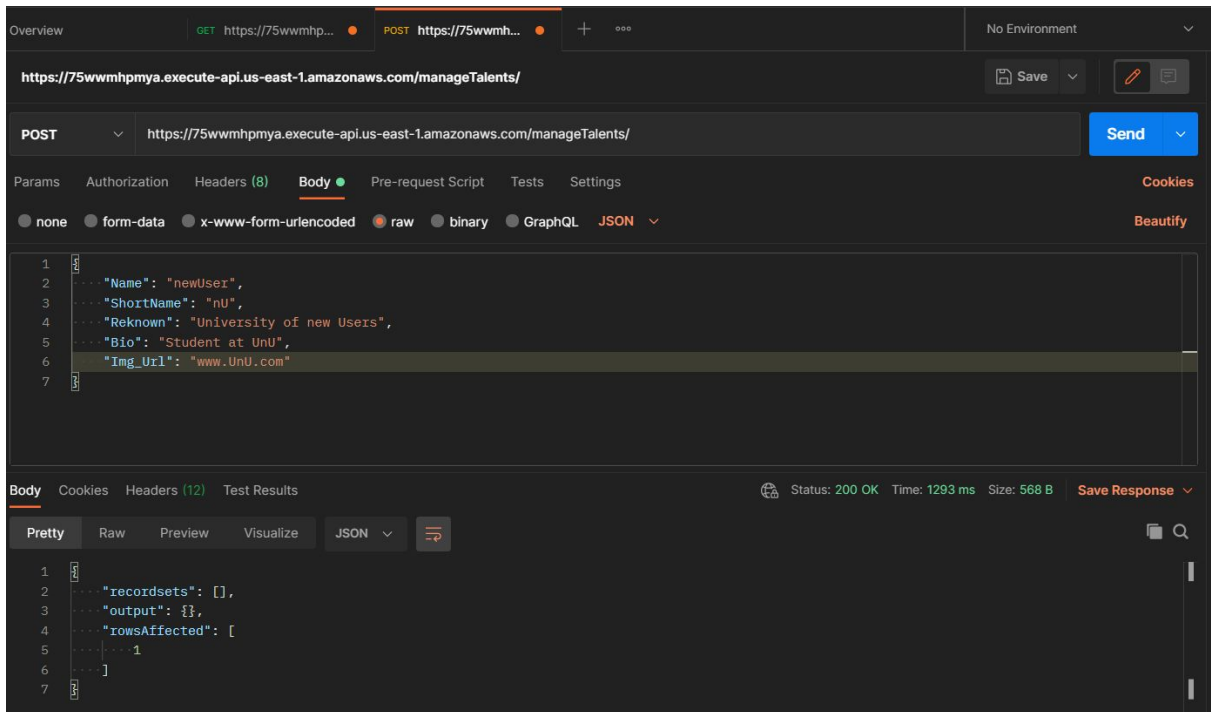 Overview GET https://75wwmhp... POST https://75wwmh... No Environment
https://75wwmhpmya.execute-api.us-east-1.amazonaws.com/manageTalents/ Save
POST https://75wwmhpmya.execute-api.us-east-1.amazonaws.com/manageTalents/ Send
Params Authorization Headers (8) Body Pre-request Script Tests Settings Cookies
none form-data x-www-form-urlencoded raw binary GraphQL JSON Beautify
1 {
2 "Name": "newUser",
3 "ShortName": "nU",
4 "Reknown": "University of new Users",
5 "Bio": "Student at UnU",
6 "Img_Url": "www.UnU.com"
7 }
Body Cookies Headers (12) Test Results Status: 200 OK Time: 1293 ms Size: 568 B Save Response
Pretty Raw Preview Visualize JSON
1 {
2 "recordsets": [],
3 "output": {},
4 "rowsAffected": [
5 1
6 ]
7 }